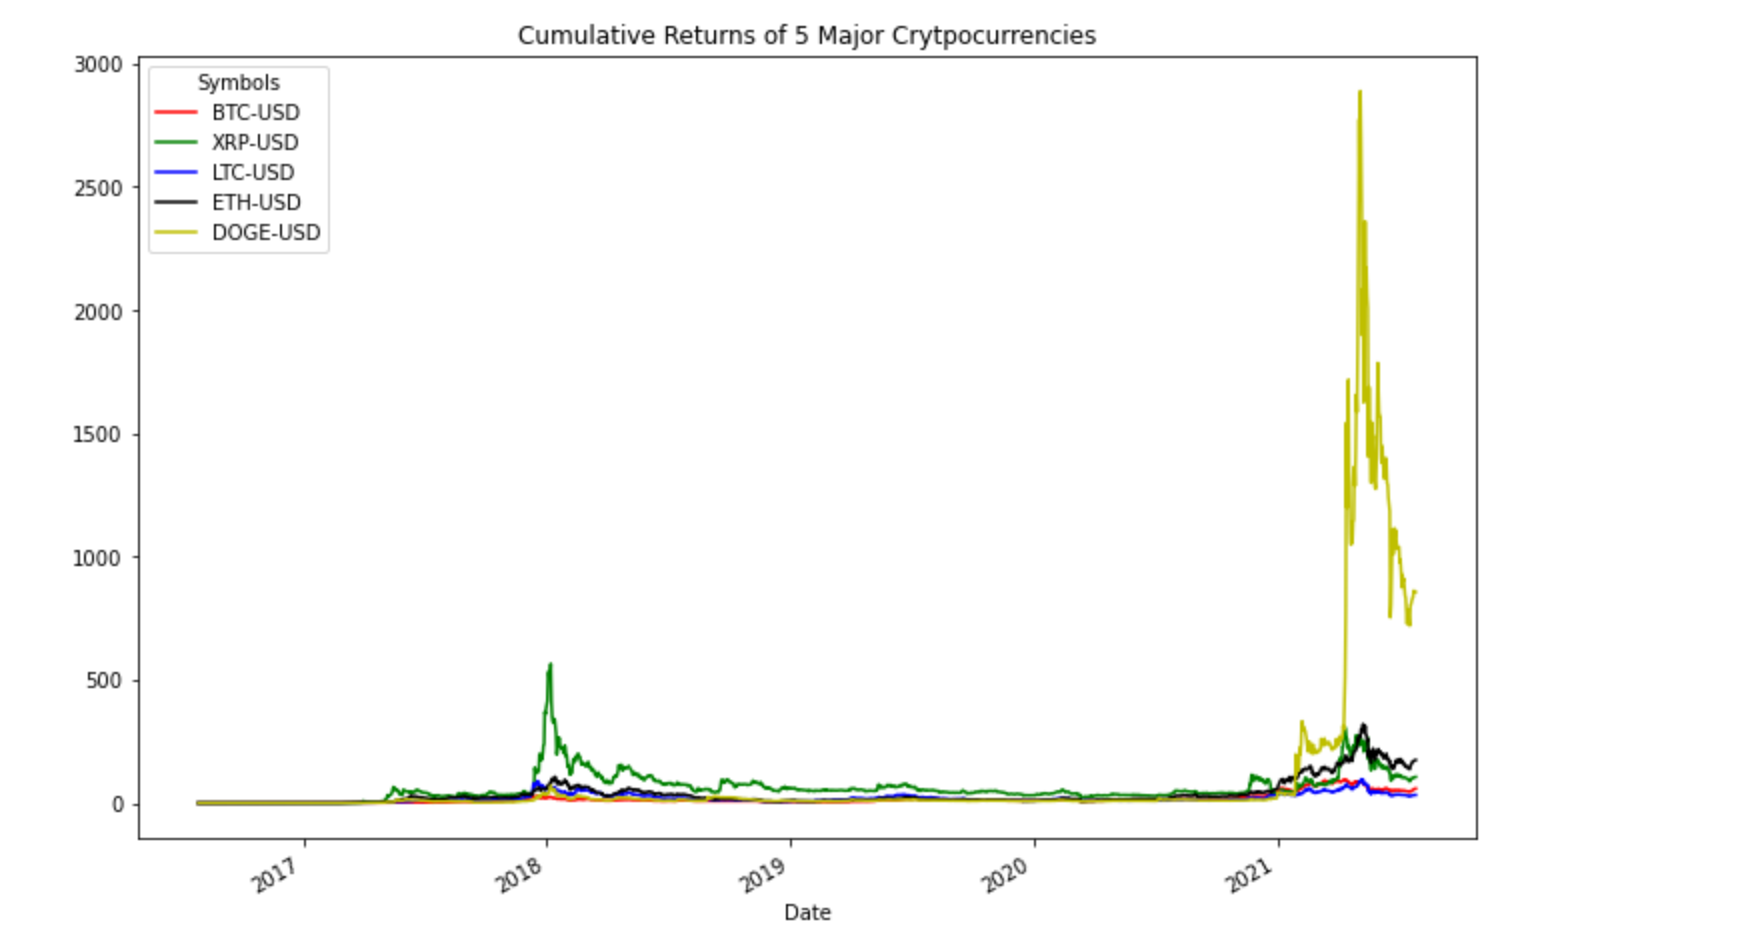 Cumulative Returns of 5 Major Crytpocurrencies
3000
2500
2000
1500
1000
500
0
Symbols
BTC-USD
XRP-USD
LTC-USD
ETH-USD
DOGE-USD
2017
2018
2019
2020
2021
Date